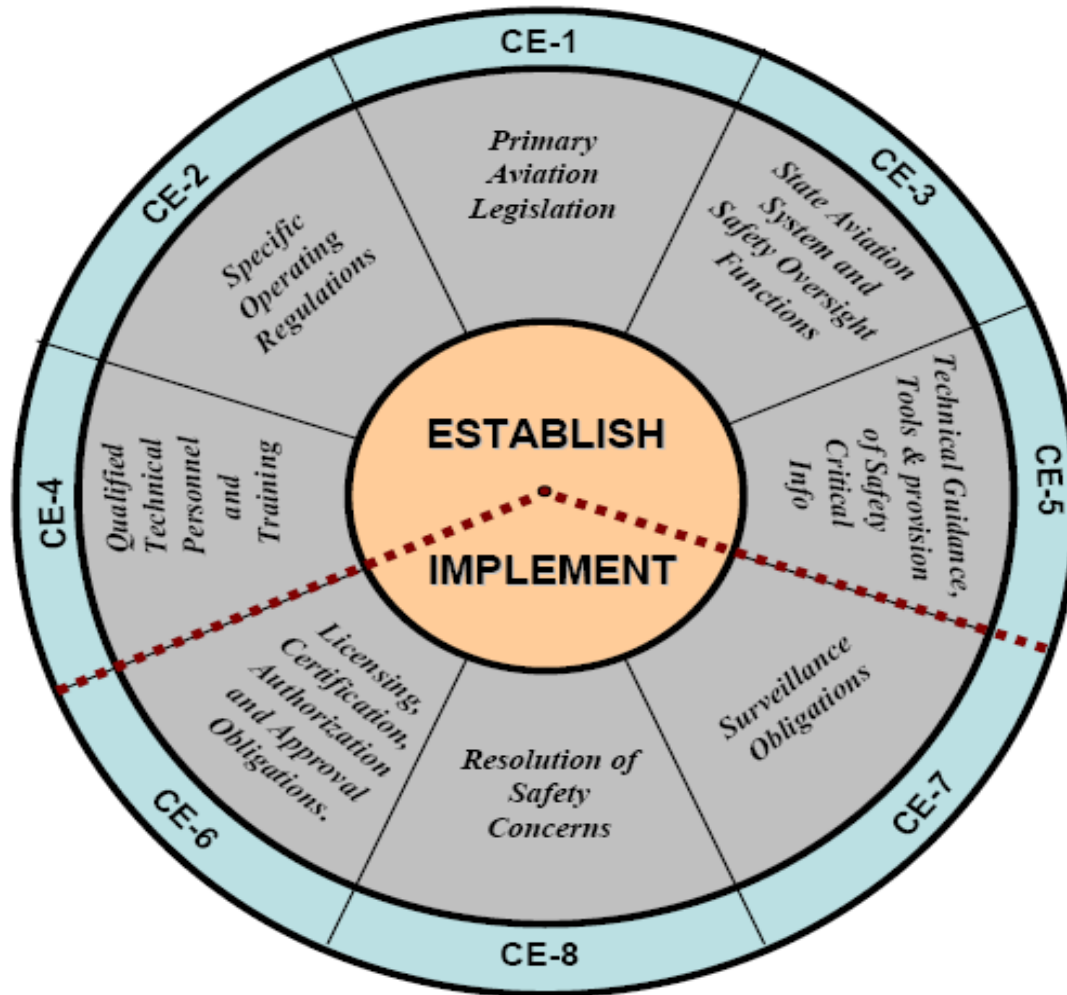 CE-1
Primary
Aviation
Legislation
CE-2
Specific
Operating
Regulations
CE-3
State Aviation
System and
Safety Oversight
Functions
CE-4
Qualified
Technical
Personnel
and
Training
ESTABLISH
IMPLEMENT
CE-5
Technical Guidance,
Tools & provision
of Safety
Critical
Info
CE-6
Licensing,
Certification,
Authorization
and Approval
Obligations.
CE-8
Resolution of
Safety
Concerns
CE-7
Surveillance
Obligations